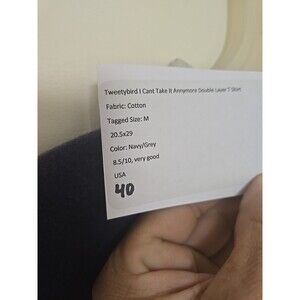 Tweetybird I Cant Take It Annymore Double Layer T Shirt
Fabric: Cotton
Tagged Size: M
20.5x29
Color: Navy/Grey
8.5/10, very good
USA
40